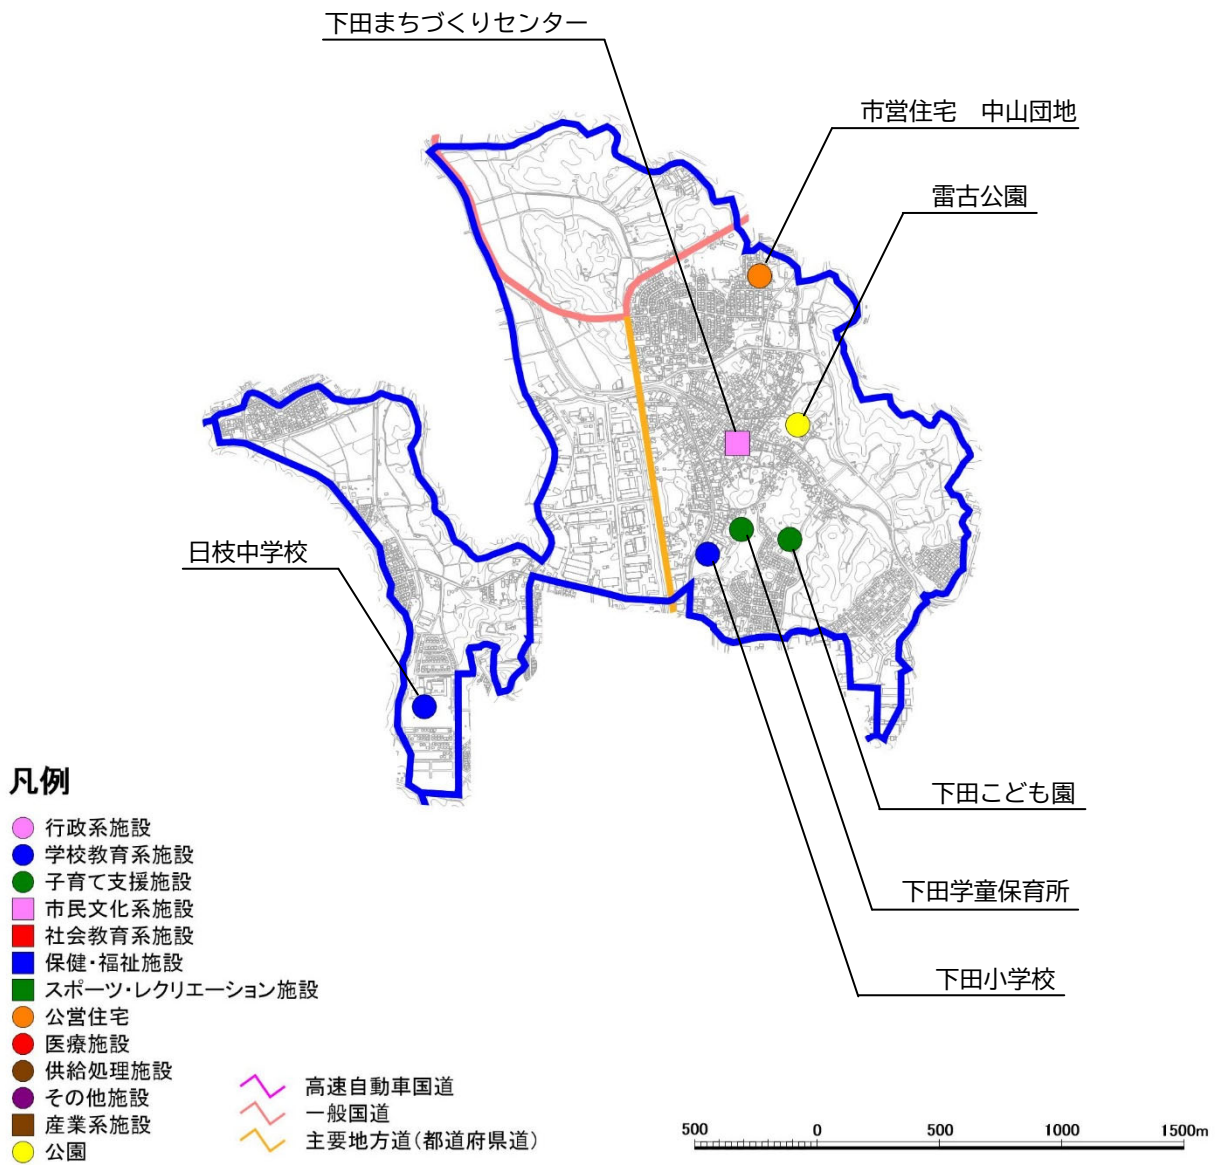 下田まちづくりセンター
市営住宅　中山団地
雷古公園
日枝中学校
下田こども園
下田学童保育所
下田小学校
凡例
行政系施設
学校教育系施設
子育て支援施設
市民文化系施設
社会教育系施設
保健・福祉施設
スポーツ・レクリエーション施設
公営住宅
医療施設
供給処理施設
その他施設
産業系施設
公園
高速自動車国道
一般国道
主要地方道(都道府県道)
500 0 500 1000 1500m